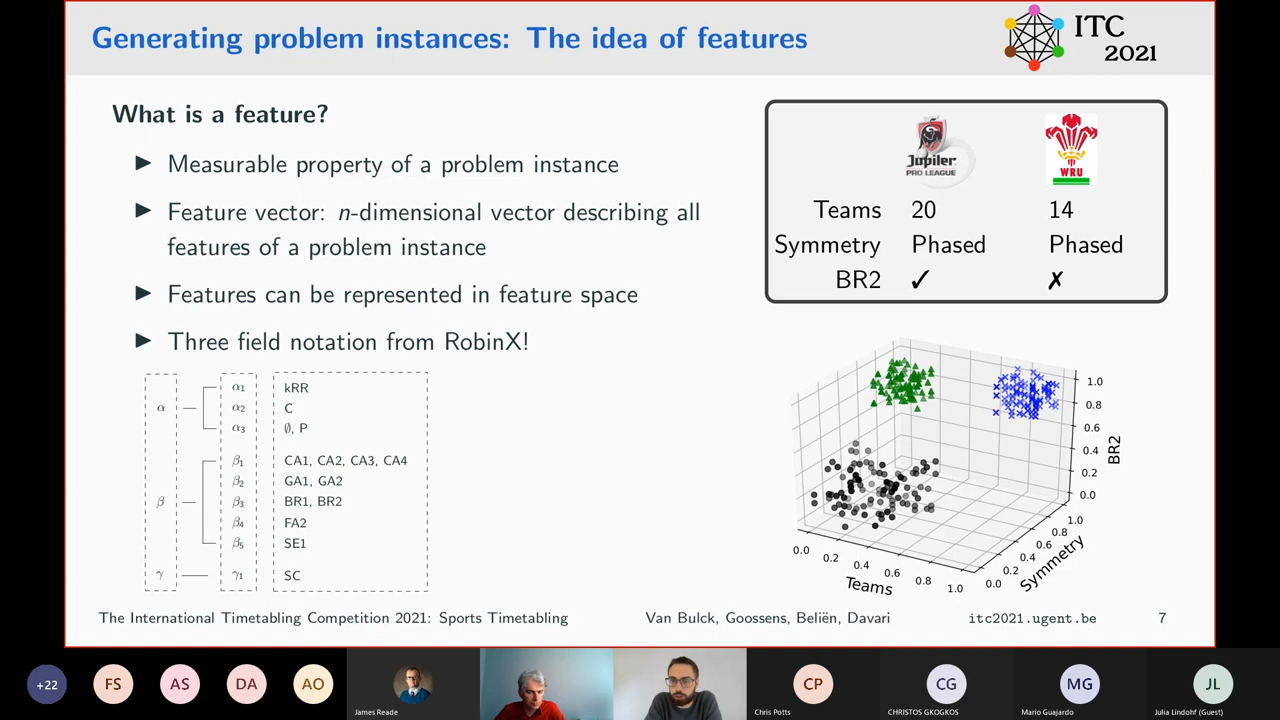 Generating problem instances: The idea of features
ITC
2021
What is a feature?
► Measurable property of a problem instance
► Feature vector: n-dimensional vector describing all
features of a problem instance
► Features can be represented in feature space
► Three field notation from RobinX!
Jupiler
PRO LEAGUE
WRU
Teams 20 14
Symmetry Phased Phased
BR2 ✓ ✗
α
α₁ kRR
α₂ C
α₃ ∅, P
β
β₁ CA1, CA2, CA3, CA4
β₂ GA1, GA2
β₃ BR1, BR2
β₄ FA2
β₅ SE1
γ γ₁ SC
1.0
0.8
0.6
0.4
0.2
0.0
BR2
0.0 0.2 0.4 0.6 0.8 1.0
Teams
0.0 0.2 0.4 0.6 0.8 1.0
Symmetry
The International Timetabling Competition 2021: Sports Timetabling Van Bulck, Goossens, Beliën, Davari itc2021.ugent.be 7
+22 FS AS DA AO CP CG MG JL
James Reade Chris Potts CHRISTOS GKOGKOS Mario Guajardo Julia Lindohf (Guest)